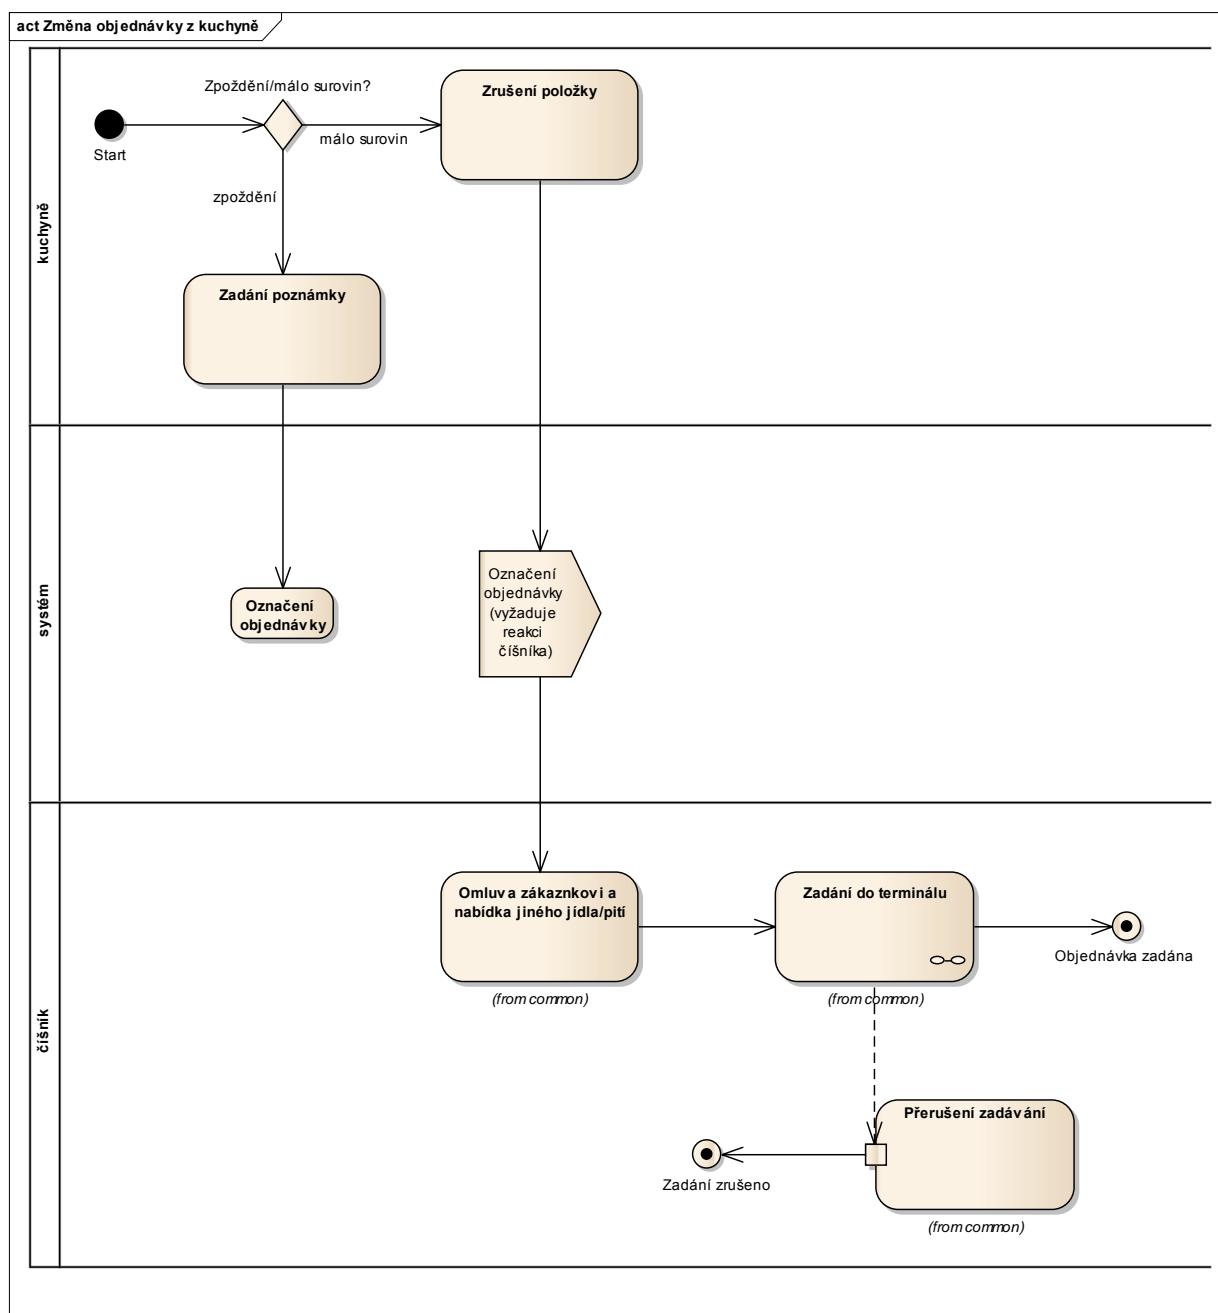 act Změna objednávky z kuchyně
Zpoždění/málo surovin?
Zrušení položky
Start
málo surovin
zpoždění
kuchyně
Zadání poznámky
systém
Označení
objednávky
Označení
objednávky
(vyžaduje
reakci
číšníka)
číšník
Omluva zákaznkovi a
nabídka jiného jídla/pití
(from common)
Zadání do terminálu
(from common)
Objednávka zadána
Přerušení zadávání
(from common)
Zadání zrušeno